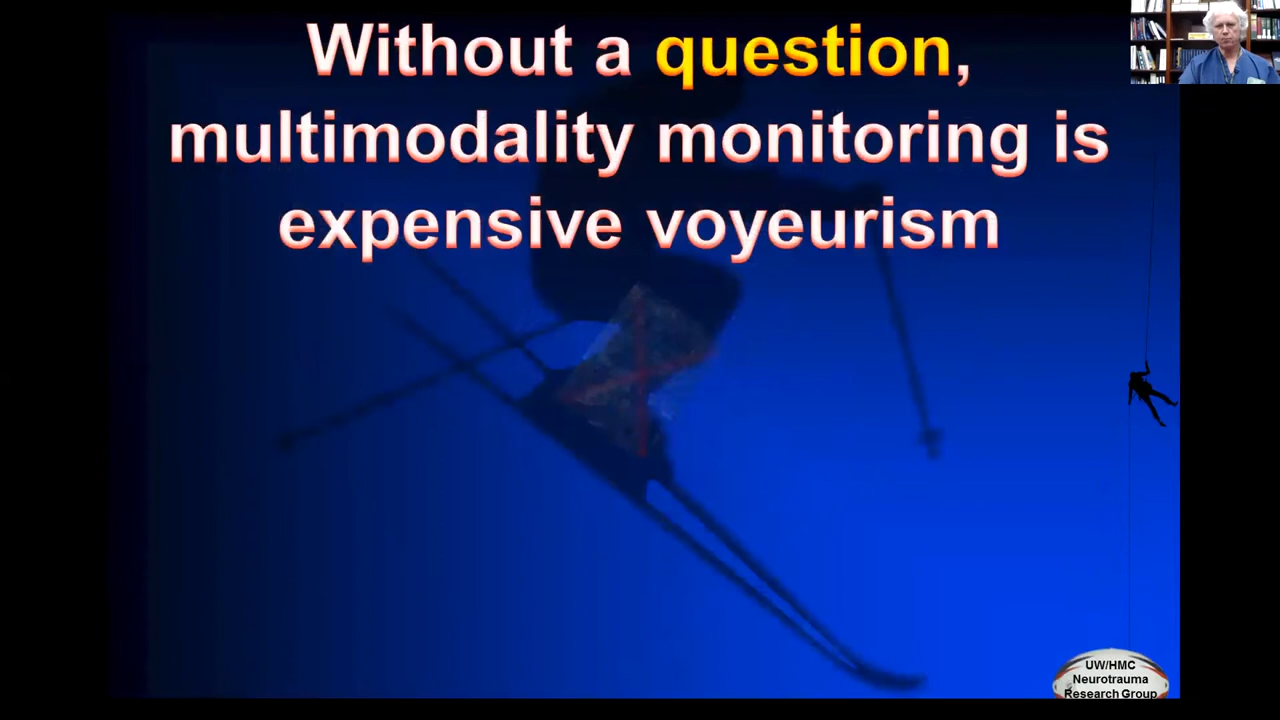 Without a question,
multimodality monitoring is
expensive voyeurism
UW/HMC
Neurotrauma
Research Group